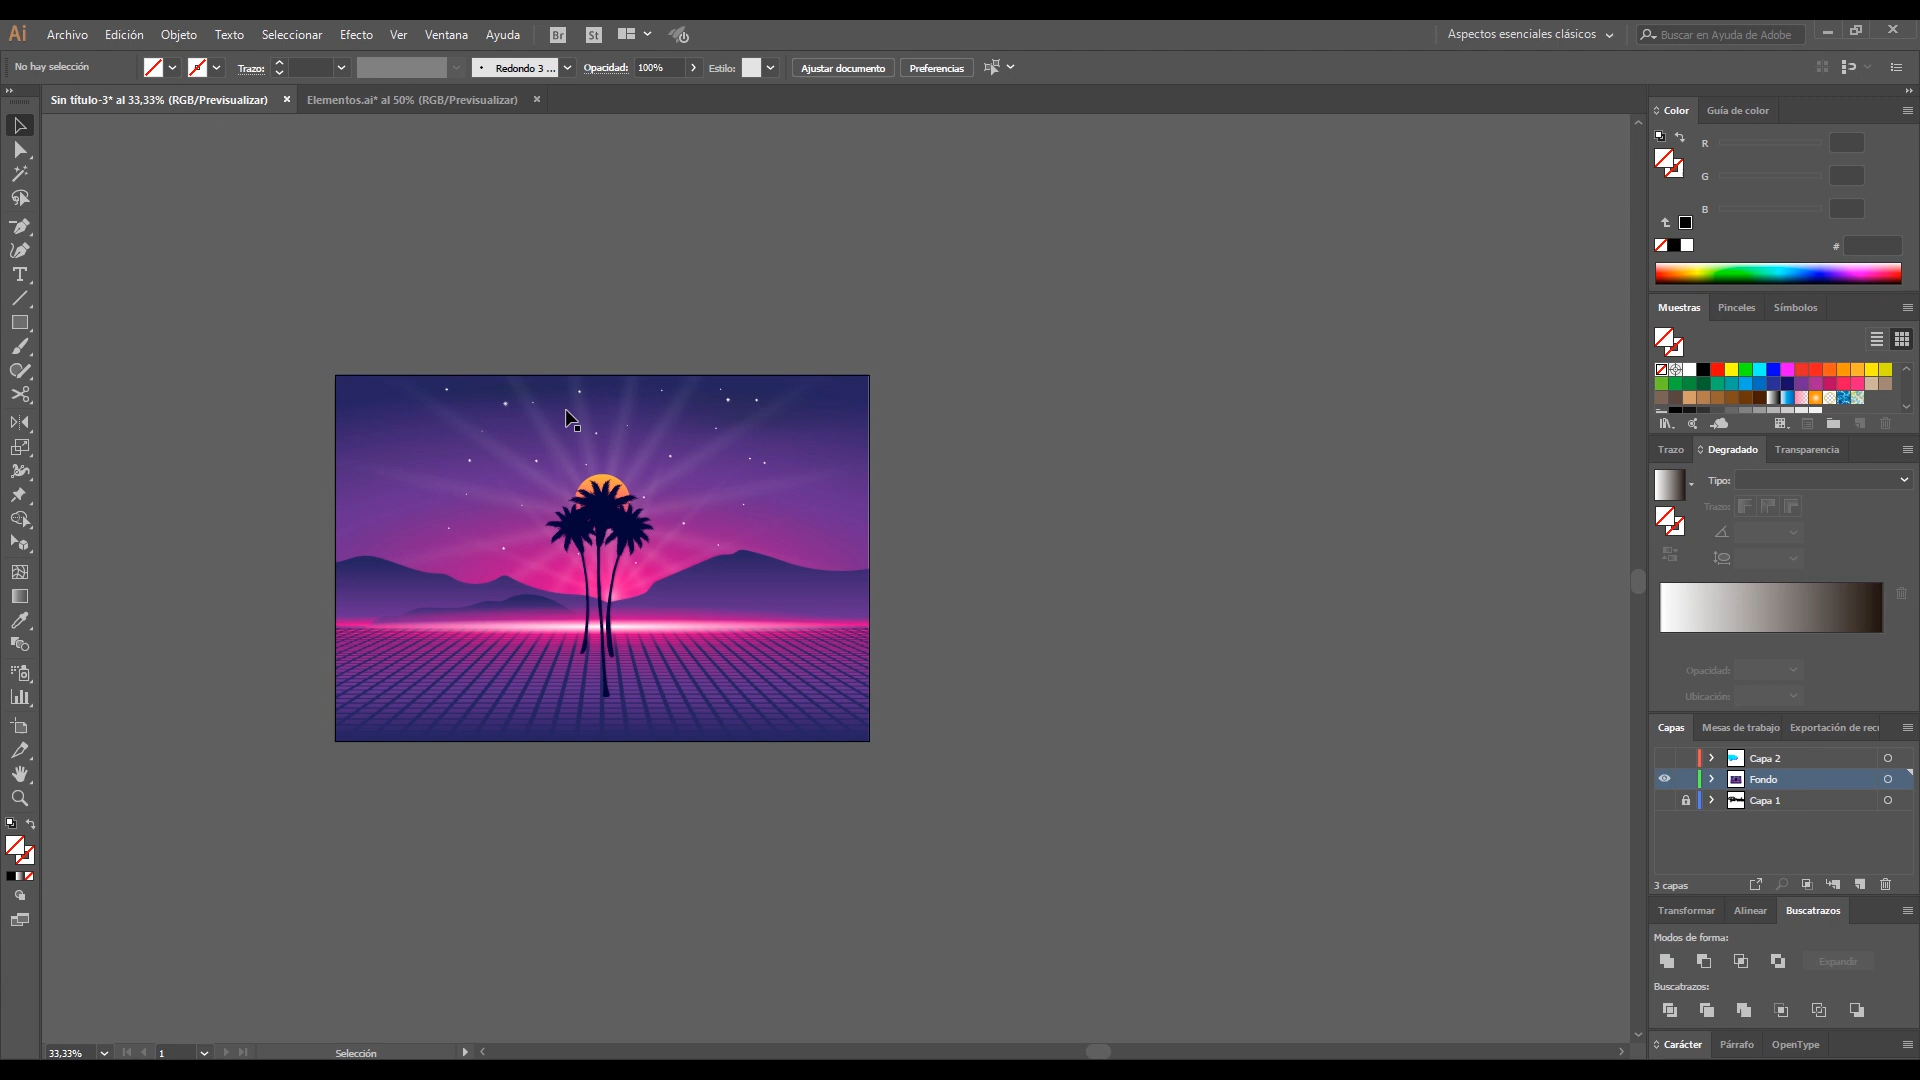 Ai Archivo Edición Objeto Texto Seleccionar Efecto Ver Ventana Ayuda Br St Aspectos esenciales clásicos Buscar en Ayuda de Adobe
No hay selección Trazo: Redondo 3 ... Opacidad: 100% Estilo: Ajustar documento Preferencias
Sin título-3* al 33,33% (RGB/Previsualizar) × Elementos.ai* al 50% (RGB/Previsualizar) ×
Color Guía de color
R
G
B
#
Muestras Pinceles Símbolos
Trazo Degradado Transparencia
Tipo:
Trazo:
Opacidad:
Ubicación:
Capas Mesas de trabajo Exportación de rec
Capa 2
Fondo
Capa 1
3 capas
Transformar Alinear Buscatrazos
Modos de forma:
Expandir
Buscatrazos:
Carácter Párrafo OpenType
33,33% 1 Selección